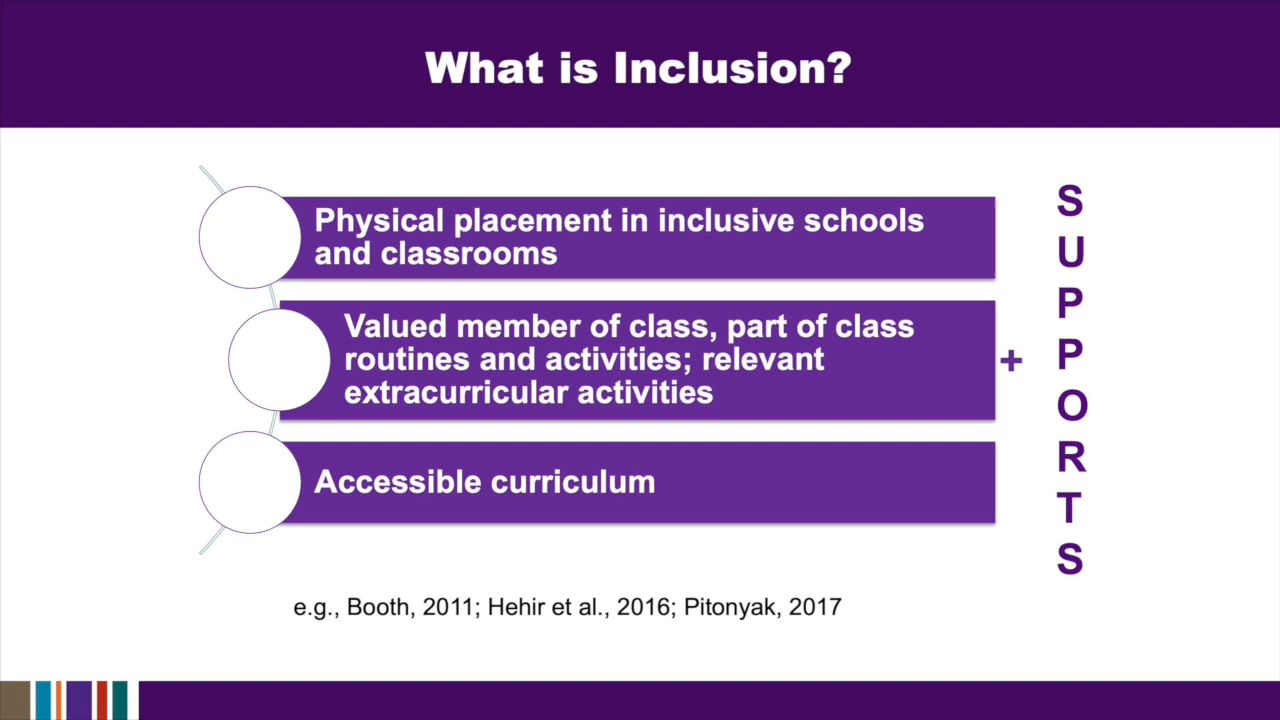 What is Inclusion?
Physical placement in inclusive schools
and classrooms
Valued member of class, part of class
routines and activities; relevant
extracurricular activities
Accessible curriculum
+
S
U
P
P
O
R
T
S
e.g., Booth, 2011; Hehir et al., 2016; Pitonyak, 2017